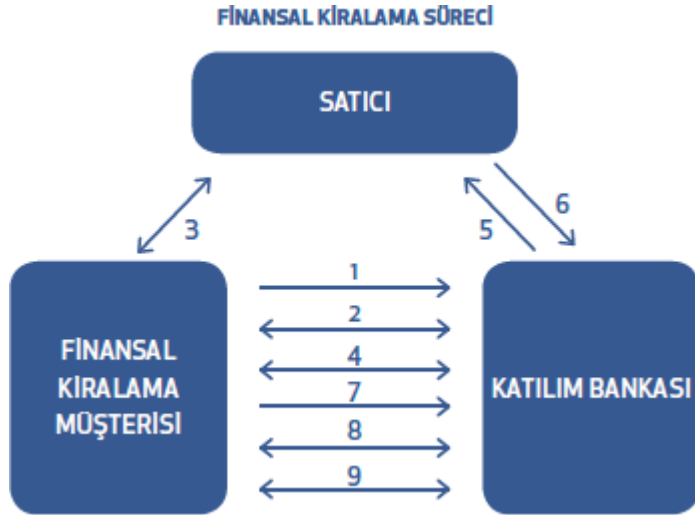 FİNANSAL KİRALAMA SÜRECİ
SATICI
3
5
6
1
2
4
7
8
9
FİNANSAL
KİRALAMA
MÜŞTERİSİ
KATILIM BANKASI